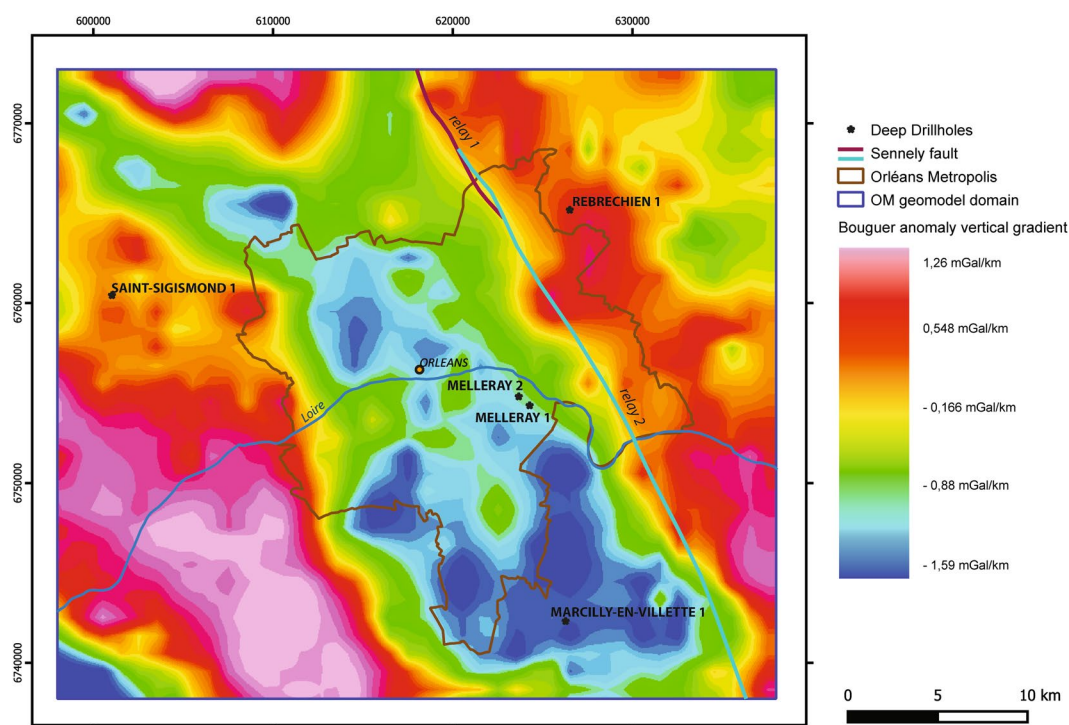 600000
610000
620000
630000
6770000
6760000
6750000
6740000
relay 1
REBRECHIEN 1
SAINT-SIGISMOND 1
ORLEANS
MELLERAY 2
MELLERAY 1
Loire
relay 2
MARCILLY-EN-VILLETTE 1
Deep Drillholes
Sennely fault
Orléans Metropolis
OM geomodel domain
Bouguer anomaly vertical gradient
1,26 mGal/km
0,548 mGal/km
- 0,166 mGal/km
- 0,88 mGal/km
- 1,59 mGal/km
0 5 10 km